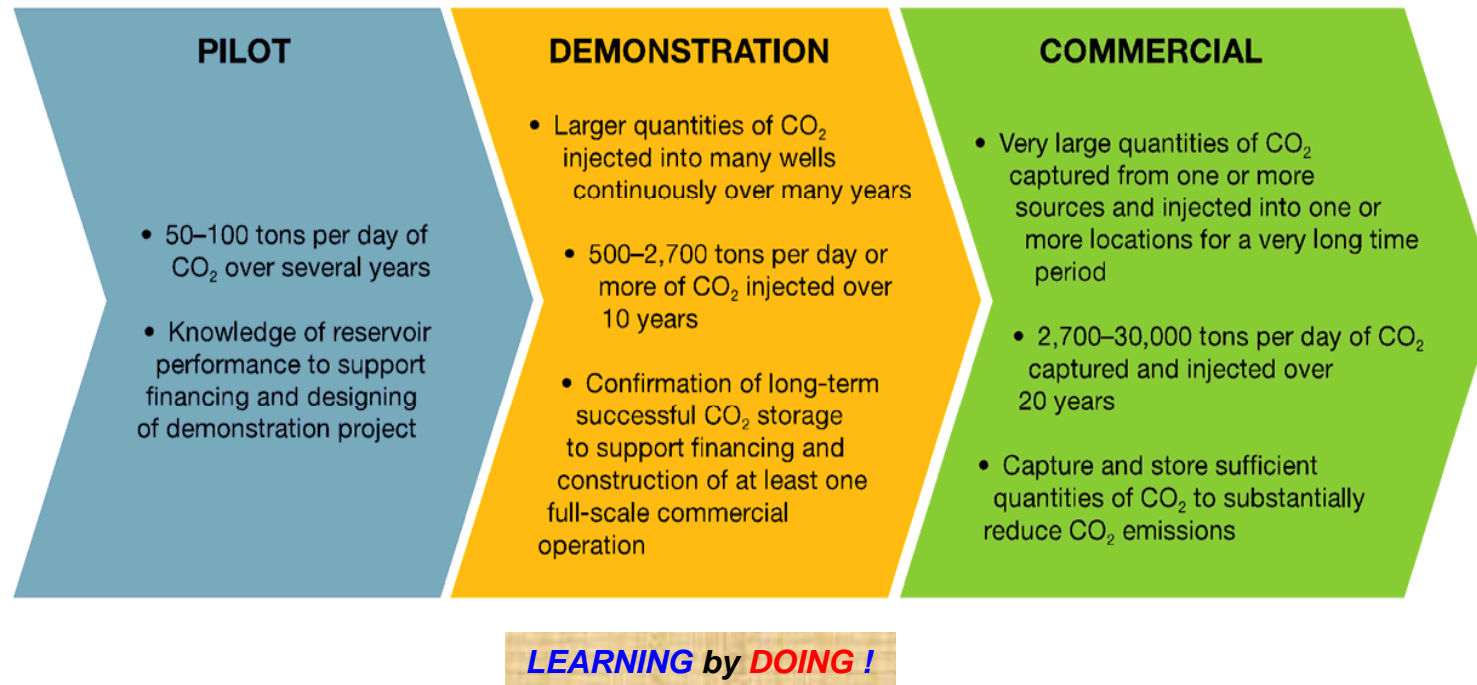 PILOT
• 50–100 tons per day of
CO₂ over several years
• Knowledge of reservoir
performance to support
financing and designing
of demonstration project
DEMONSTRATION
• Larger quantities of CO₂
injected into many wells
continuously over many years
• 500–2,700 tons per day or
more of CO₂ injected over
10 years
• Confirmation of long-term
successful CO₂ storage
to support financing and
construction of at least one
full-scale commercial
operation
COMMERCIAL
• Very large quantities of CO₂
captured from one or more
sources and injected into one or
more locations for a very long time
period
• 2,700–30,000 tons per day of CO₂
captured and injected over
20 years
• Capture and store sufficient
quantities of CO₂ to substantially
reduce CO₂ emissions
LEARNING by DOING !